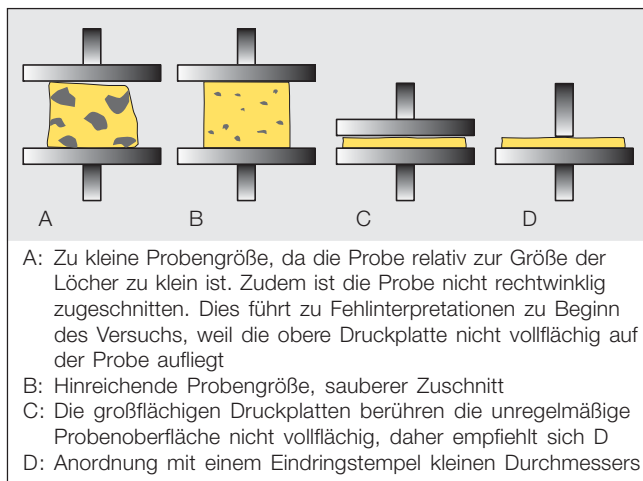 A B C D
A: Zu kleine Probengröße, da die Probe relativ zur Größe der
Löcher zu klein ist. Zudem ist die Probe nicht rechtwinklig
zugeschnitten. Dies führt zu Fehlinterpretationen zu Beginn
des Versuchs, weil die obere Druckplatte nicht vollflächig auf
der Probe aufliegt
B: Hinreichende Probengröße, sauberer Zuschnitt
C: Die großflächigen Druckplatten berühren die unregelmäßige
Probenoberfläche nicht vollflächig, daher empfiehlt sich D
D: Anordnung mit einem Eindringstempel kleinen Durchmessers